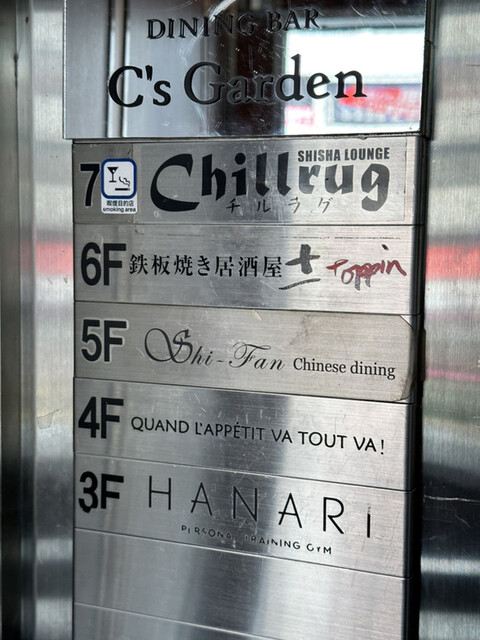 DINING BAR
C's Garden
7
喫煙目的店
smoking area
SHISHA LOUNGE
Chillrug
チルラグ
6F 鉄板焼き居酒屋 士 Poppin
5F Shi-Fan Chinese dining
4F QUAND L'APPÉTIT VA TOUT VA!
3F HANARI
PERSONAL TRAINING GYM